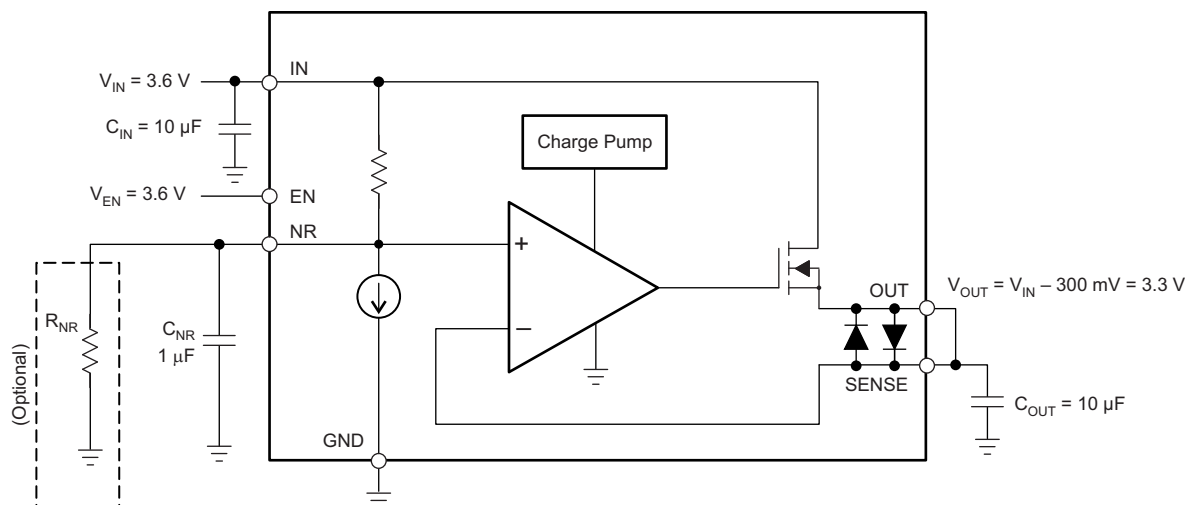 IN
V_IN = 3.6 V
C_IN = 10 µF
Charge Pump
V_EN = 3.6 V
EN
NR
+
OUT
V_OUT = V_IN – 300 mV = 3.3 V
R_NR
C_NR
1 µF
–
(Optional)
SENSE
C_OUT = 10 µF
GND